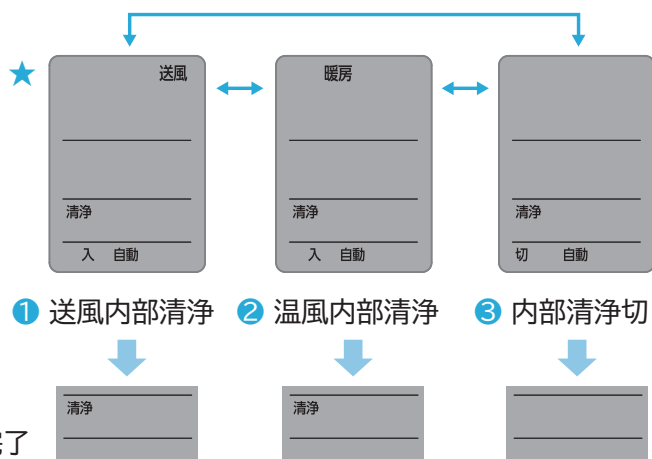 ★
送風
清浄
入 自動
暖房
清浄
入 自動
清浄
切 自動
❶ 送風内部清浄
❷ 温風内部清浄
❸ 内部清浄切
清浄
清浄
了